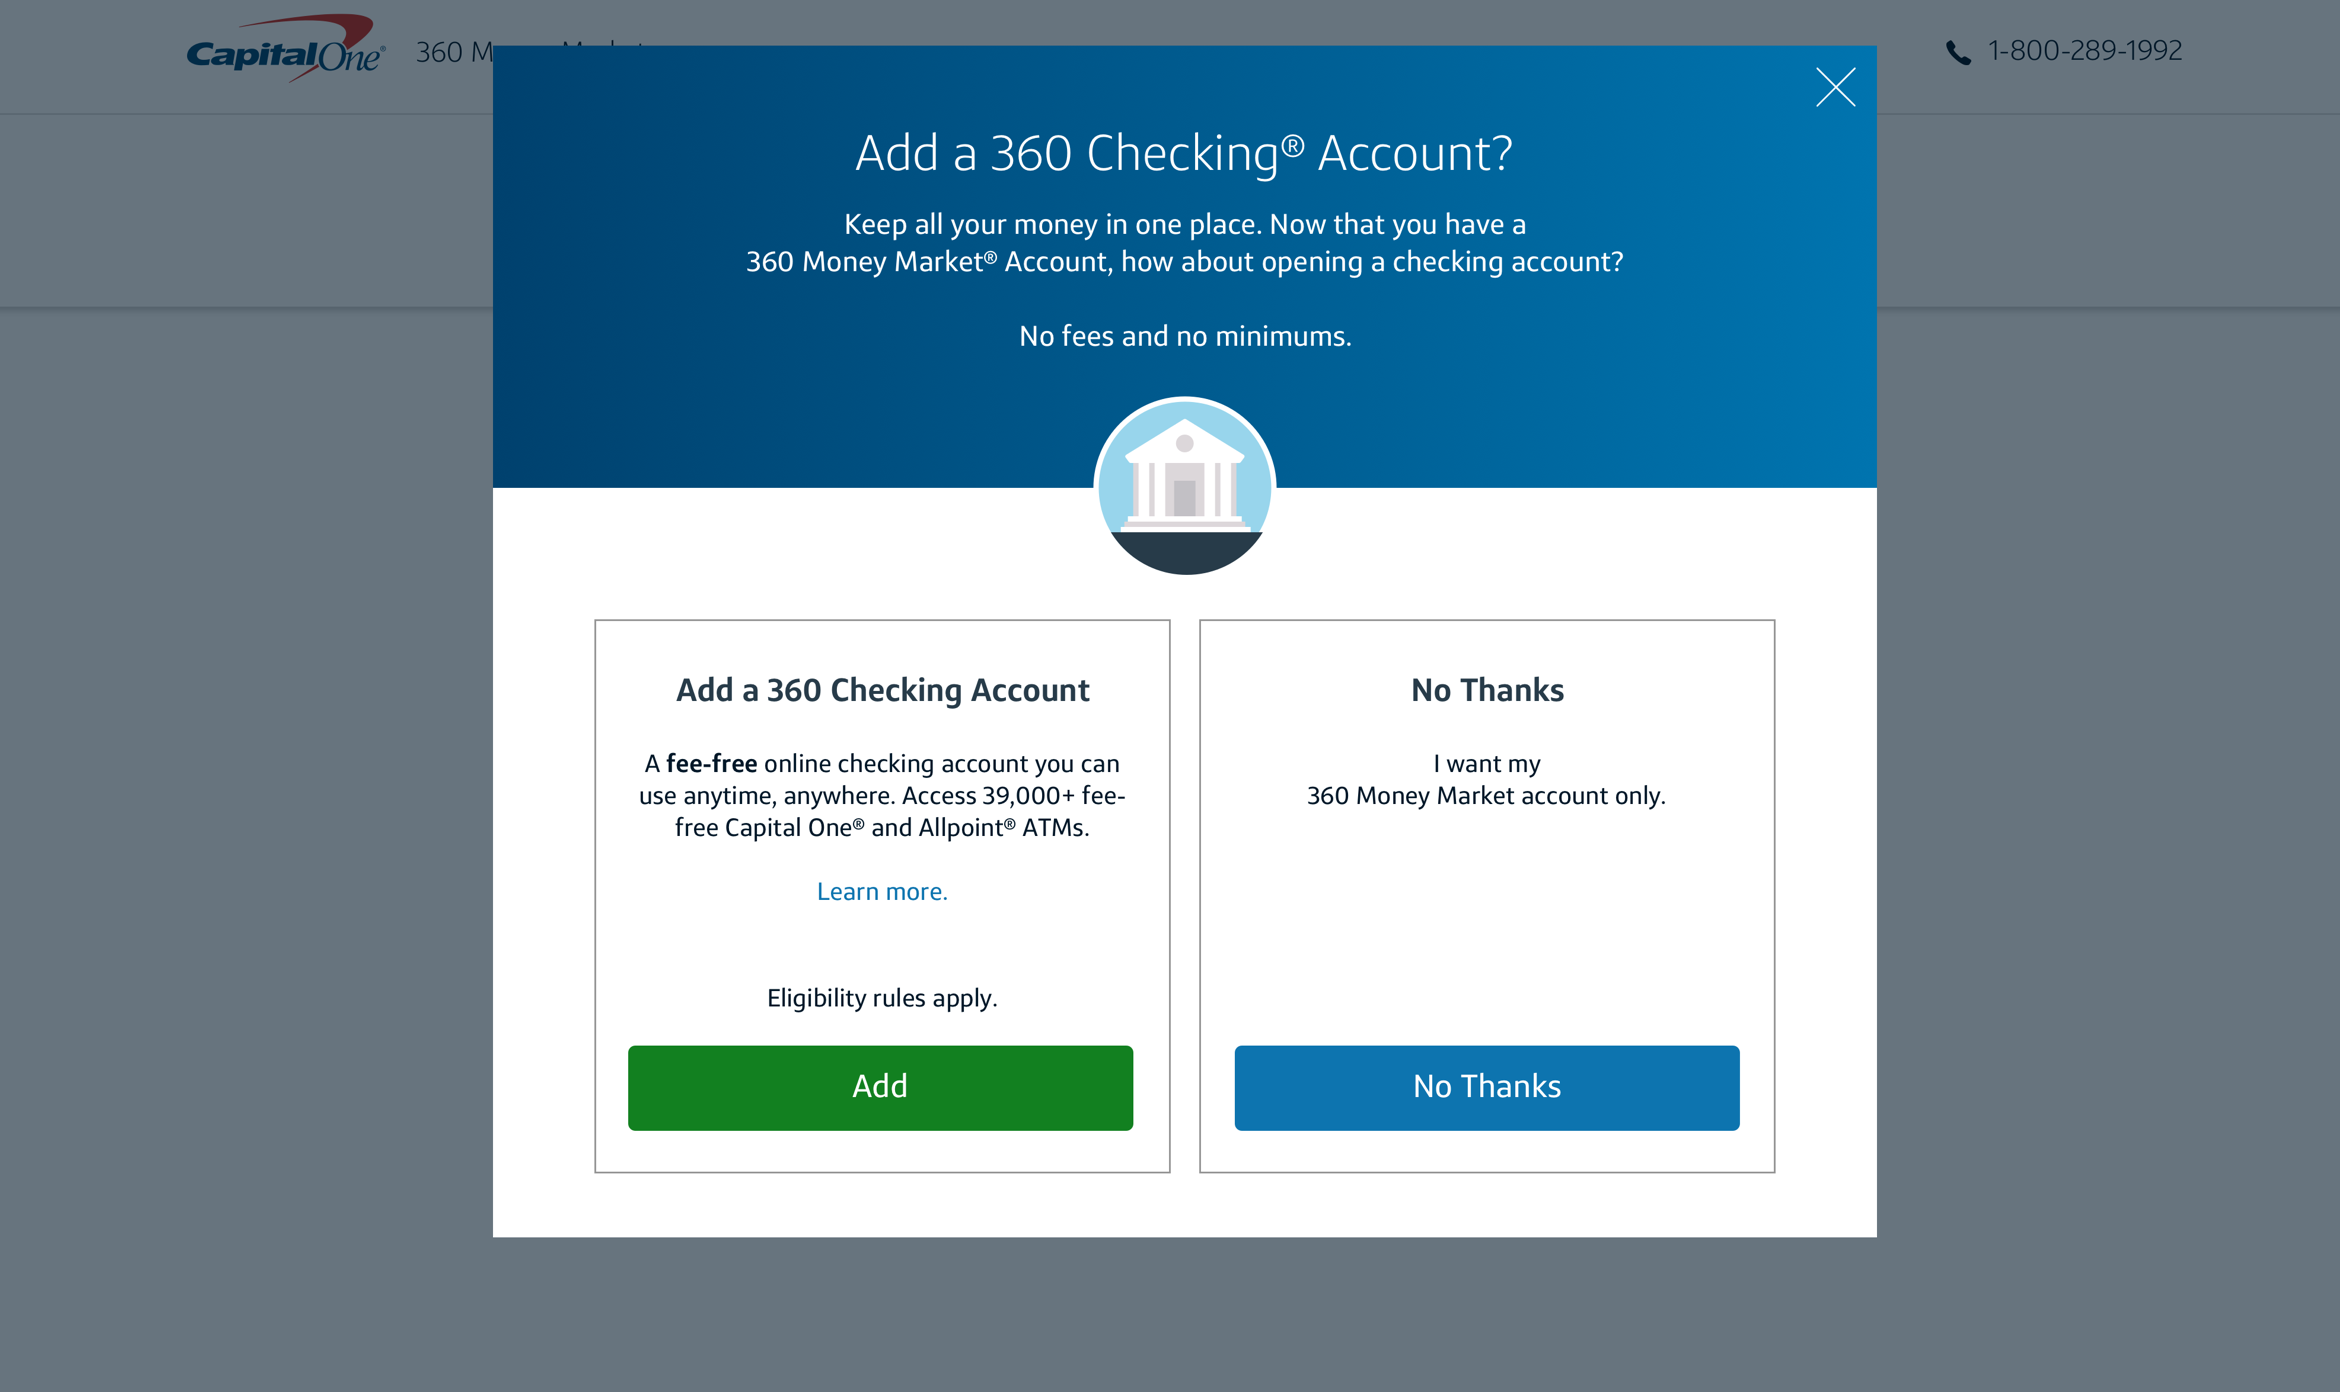 CapitalOne®
360 M
1-800-289-1992
Add a 360 Checking® Account?
Keep all your money in one place. Now that you have a
360 Money Market® Account, how about opening a checking account?
No fees and no minimums.
Add a 360 Checking Account
A fee-free online checking account you can
use anytime, anywhere. Access 39,000+ fee-
free Capital One® and Allpoint® ATMs.
Learn more.
Eligibility rules apply.
Add
No Thanks
I want my
360 Money Market account only.
No Thanks